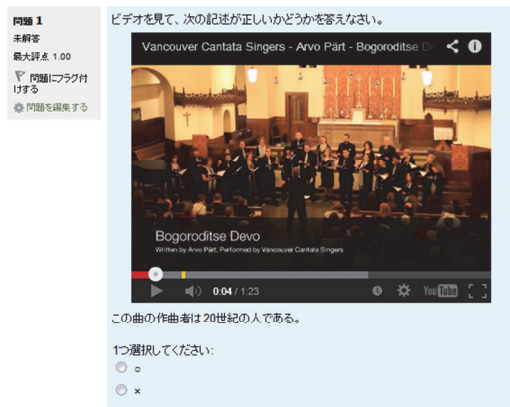 問題 1
未解答
最大評点 1.00
問題にフラグ付
けする
問題を編集する
ビデオを見て、次の記述が正しいかどうかを答えなさい。
Vancouver Cantata Singers - Arvo Pärt - Bogoroditse D
Bogoroditse Devo
Written by Arvo Pärt, Performed by Vancouver Cantata Singers
0:04 / 1:23
YouTube
この曲の作曲者は20世紀の人である。
1つ選択してください:
○
×